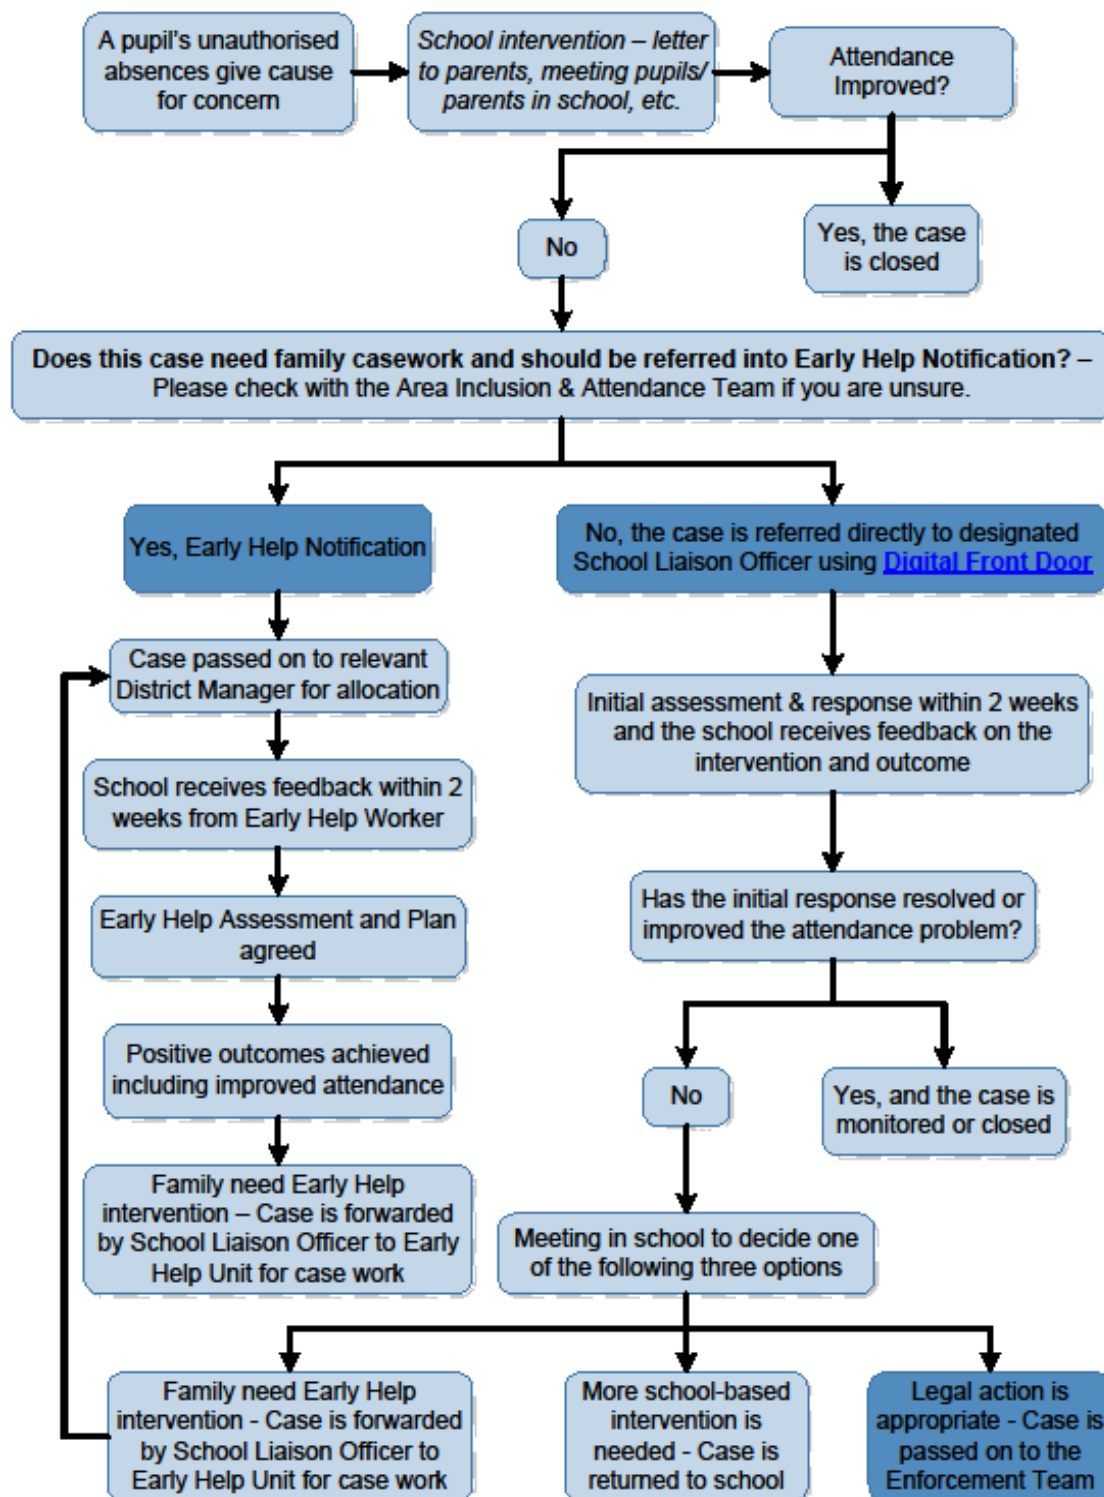 A pupil's unauthorised
absences give cause
for concern
School intervention – letter
to parents, meeting pupils/
parents in school, etc.
Attendance
Improved?
No
Yes, the case
is closed
Does this case need family casework and should be referred into Early Help Notification? –
Please check with the Area Inclusion & Attendance Team if you are unsure.
Yes, Early Help Notification
No, the case is referred directly to designated
School Liaison Officer using Digital Front Door
Case passed on to relevant
District Manager for allocation
School receives feedback within 2
weeks from Early Help Worker
Early Help Assessment and Plan
agreed
Positive outcomes achieved
including improved attendance
Family need Early Help
intervention – Case is forwarded
by School Liaison Officer to Early
Help Unit for case work
Initial assessment & response within 2 weeks
and the school receives feedback on the
intervention and outcome
Has the initial response resolved or
improved the attendance problem?
No
Yes, and the case is
monitored or closed
Meeting in school to decide one
of the following three options
Family need Early Help
intervention - Case is forwarded
by School Liaison Officer to
Early Help Unit for case work
More school-based
intervention is
needed - Case is
returned to school
Legal action is
appropriate - Case is
passed on to the
Enforcement Team